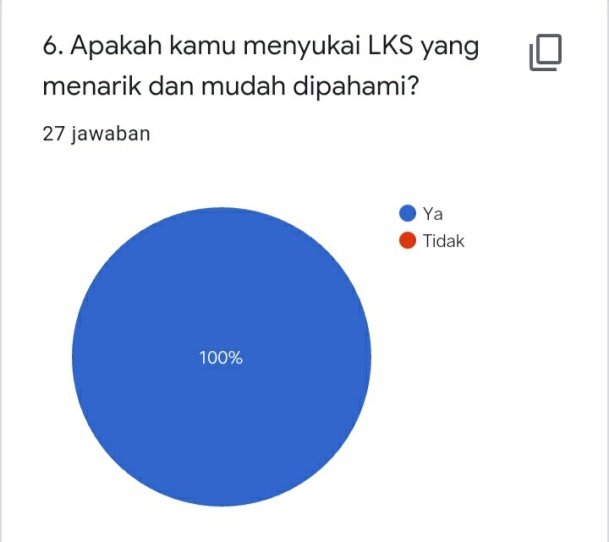 6. Apakah kamu menyukai LKS yang
menarik dan mudah dipahami?
27 jawaban
Ya
Tidak
100%